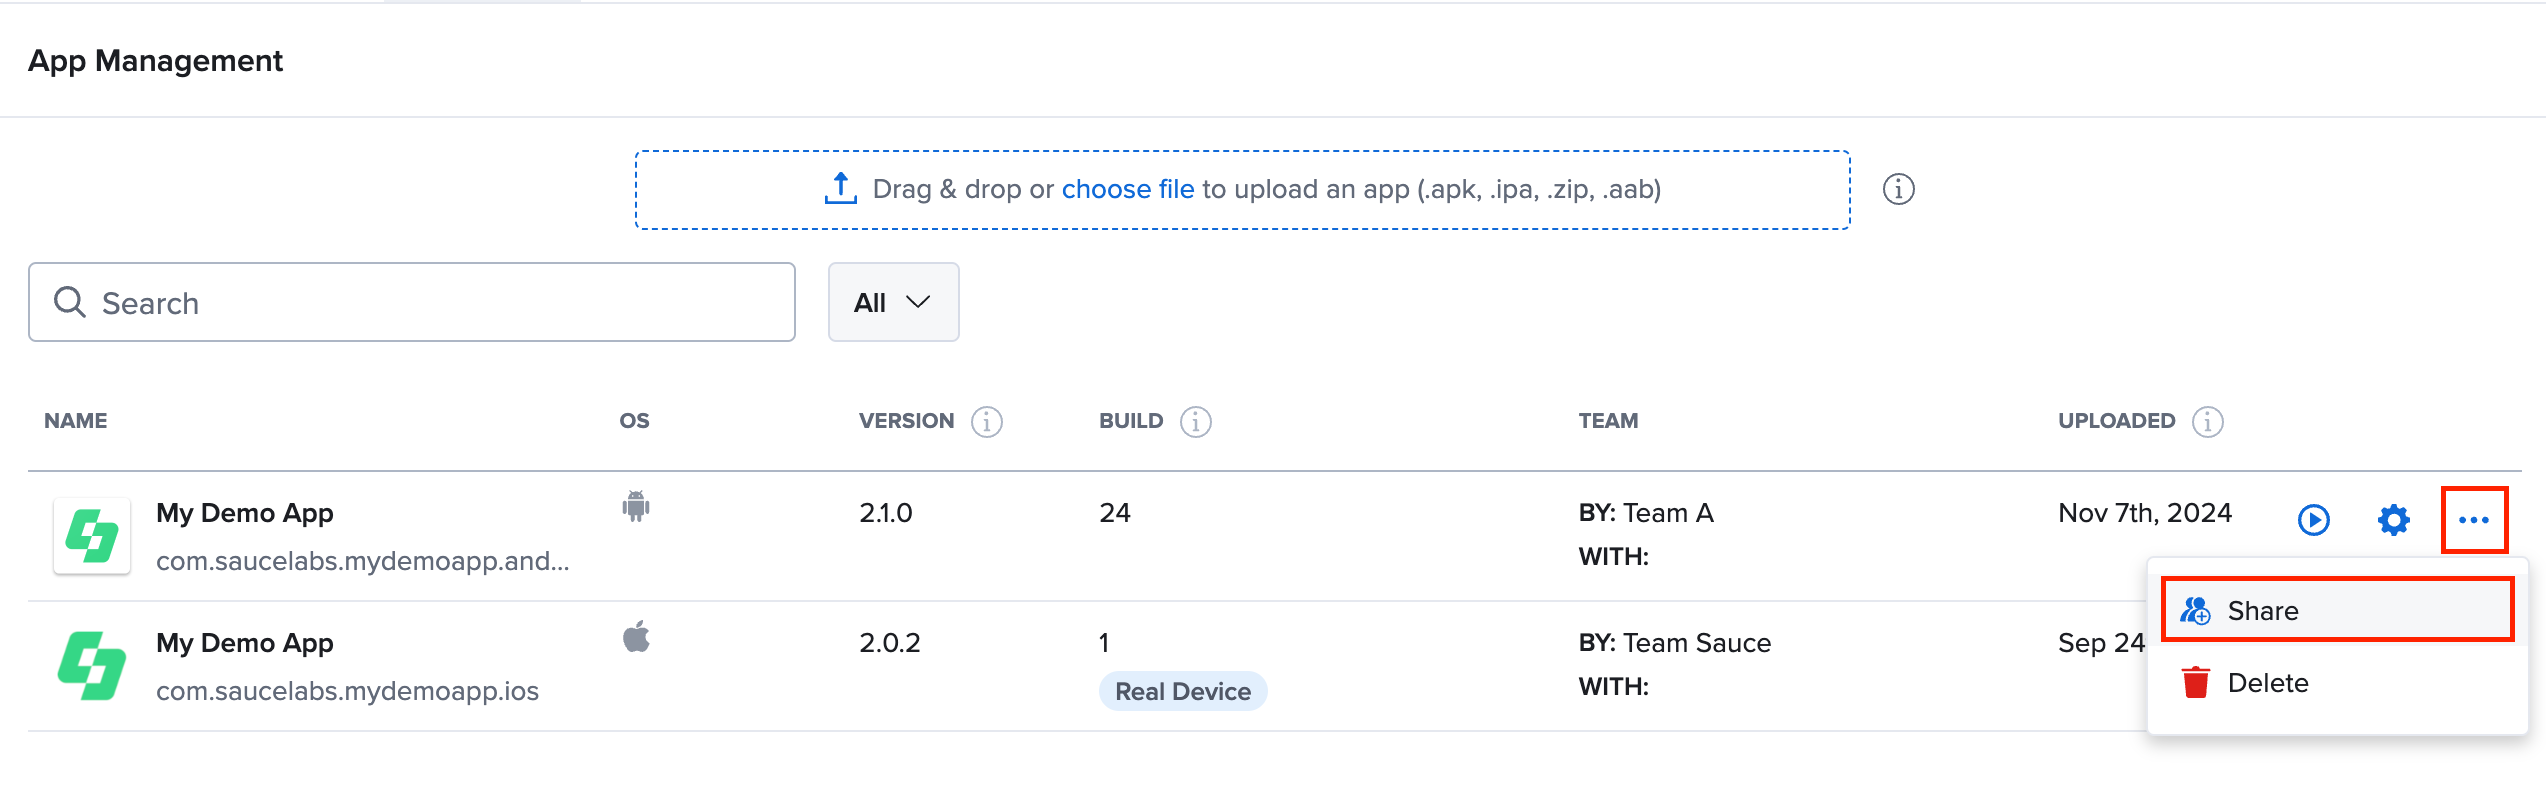 App Management
Drag & drop or choose file to upload an app (.apk, .ipa, .zip, .aab)
Search
All
NAME OS VERSION BUILD TEAM UPLOADED
My Demo App 2.1.0 24 BY: Team A Nov 7th, 2024
com.saucelabs.mydemoapp.and... WITH:
Share
My Demo App 2.0.2 1 BY: Team Sauce Sep 24
com.saucelabs.mydemoapp.ios Real Device WITH:
Delete